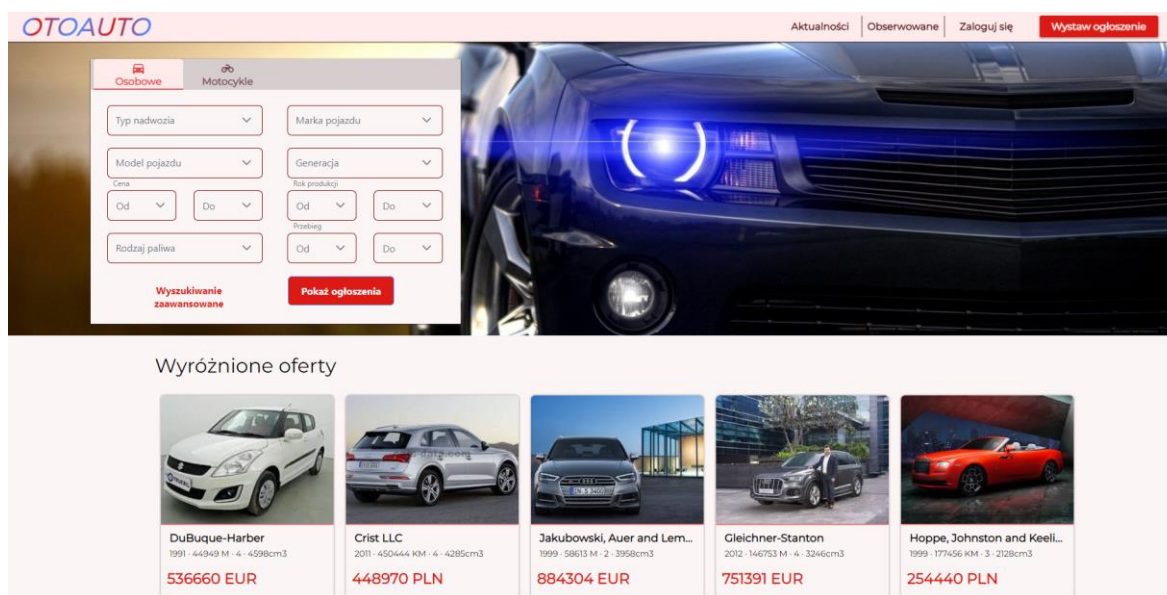 OTOAUTO
Aktualności Obserwowane Zaloguj się Wystaw ogłoszenie
Osobowe Motocykle
Typ nadwozia Marka pojazdu
Model pojazdu Generacja
Cena Rok produkcji
Od Do Od Do
Przebieg
Rodzaj paliwa Od Do
Wyszukiwanie
zaawansowane
Pokaż ogłoszenia
Wyróżnione oferty
DuBuque-Harber
1991 · 44949 M · 4 · 4598cm3
536660 EUR
Crist LLC
2011 · 450444 KM · 4 · 4285cm3
448970 PLN
Jakubowski, Auer and Lem...
1999 · 58613 M · 2 · 3958cm3
884304 EUR
Gleichner-Stanton
2012 · 146753 M · 4 · 3246cm3
751391 EUR
Hoppe, Johnston and Keeli...
1999 · 177456 KM · 3 · 2128cm3
254440 PLN